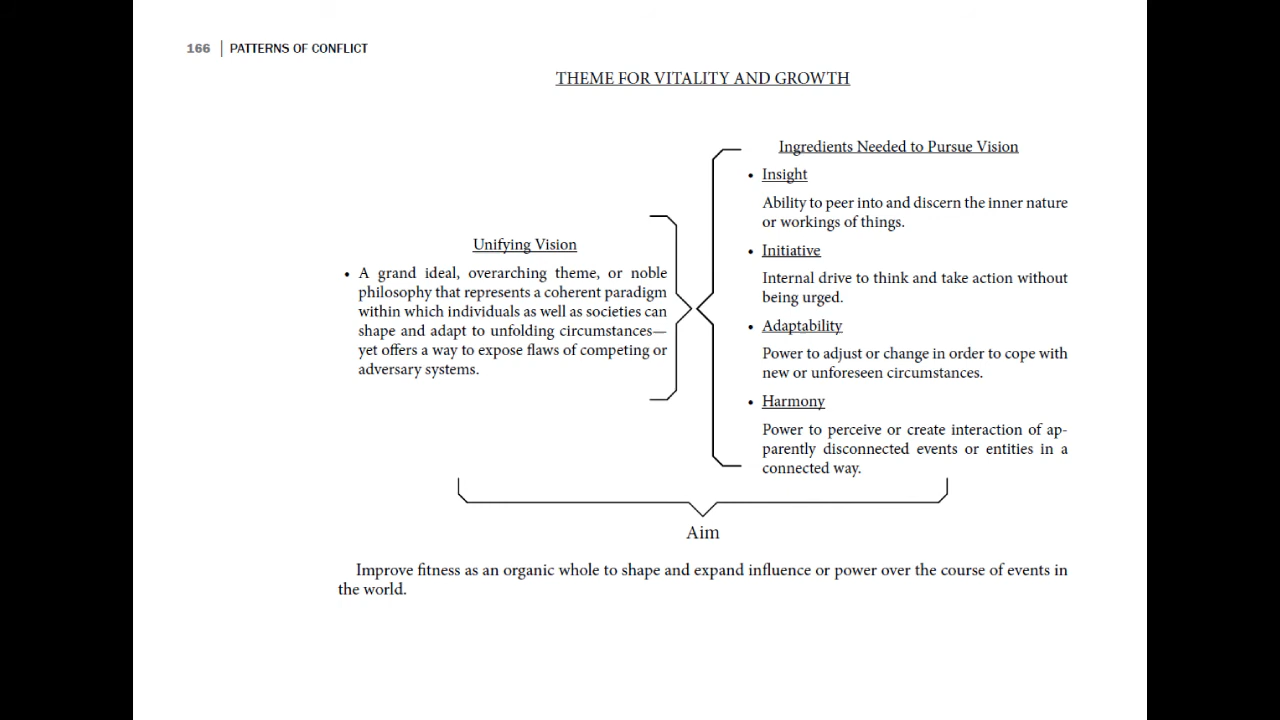 166 | PATTERNS OF CONFLICT
THEME FOR VITALITY AND GROWTH
Unifying Vision
• A grand ideal, overarching theme, or noble
philosophy that represents a coherent paradigm
within which individuals as well as societies can
shape and adapt to unfolding circumstances—
yet offers a way to expose flaws of competing or
adversary systems.
Ingredients Needed to Pursue Vision
• Insight
Ability to peer into and discern the inner nature
or workings of things.
• Initiative
Internal drive to think and take action without
being urged.
• Adaptability
Power to adjust or change in order to cope with
new or unforeseen circumstances.
• Harmony
Power to perceive or create interaction of ap-
parently disconnected events or entities in a
connected way.
Aim
Improve fitness as an organic whole to shape and expand influence or power over the course of events in
the world.